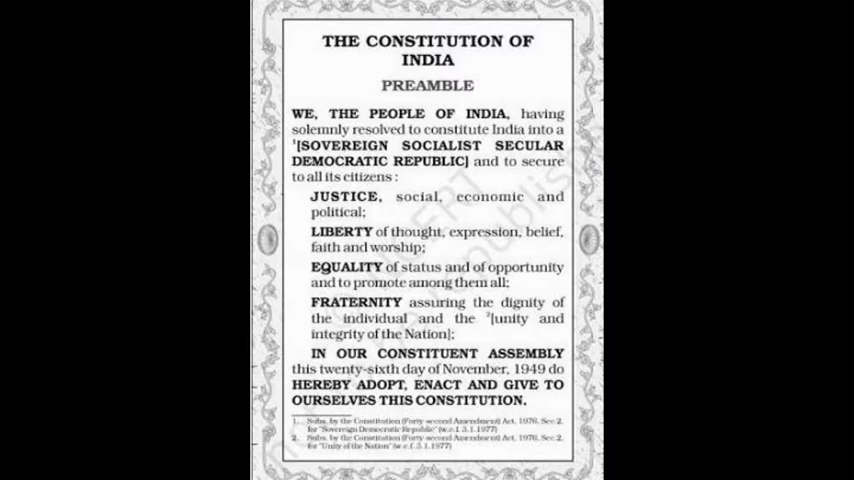 THE CONSTITUTION OF
INDIA
PREAMBLE
WE, THE PEOPLE OF INDIA, having
solemnly resolved to constitute India into a
¹[SOVEREIGN SOCIALIST SECULAR
DEMOCRATIC REPUBLIC] and to secure
to all its citizens :
JUSTICE, social, economic and
political;
LIBERTY of thought, expression, belief,
faith and worship;
EQUALITY of status and of opportunity
and to promote among them all;
FRATERNITY assuring the dignity of
the individual and the ²[unity and
integrity of the Nation];
IN OUR CONSTITUENT ASSEMBLY
this twenty-sixth day of November, 1949 do
HEREBY ADOPT, ENACT AND GIVE TO
OURSELVES THIS CONSTITUTION.
1. Subs. by the Constitution (Forty-second Amendment) Act, 1976, Sec.2,
for "Sovereign Democratic Republic" (w.e.f. 3.1.1977)
2. Subs. by the Constitution (Forty-second Amendment) Act, 1976, Sec.2,
for "Unity of the Nation" (w.e.f. 3.1.1977)